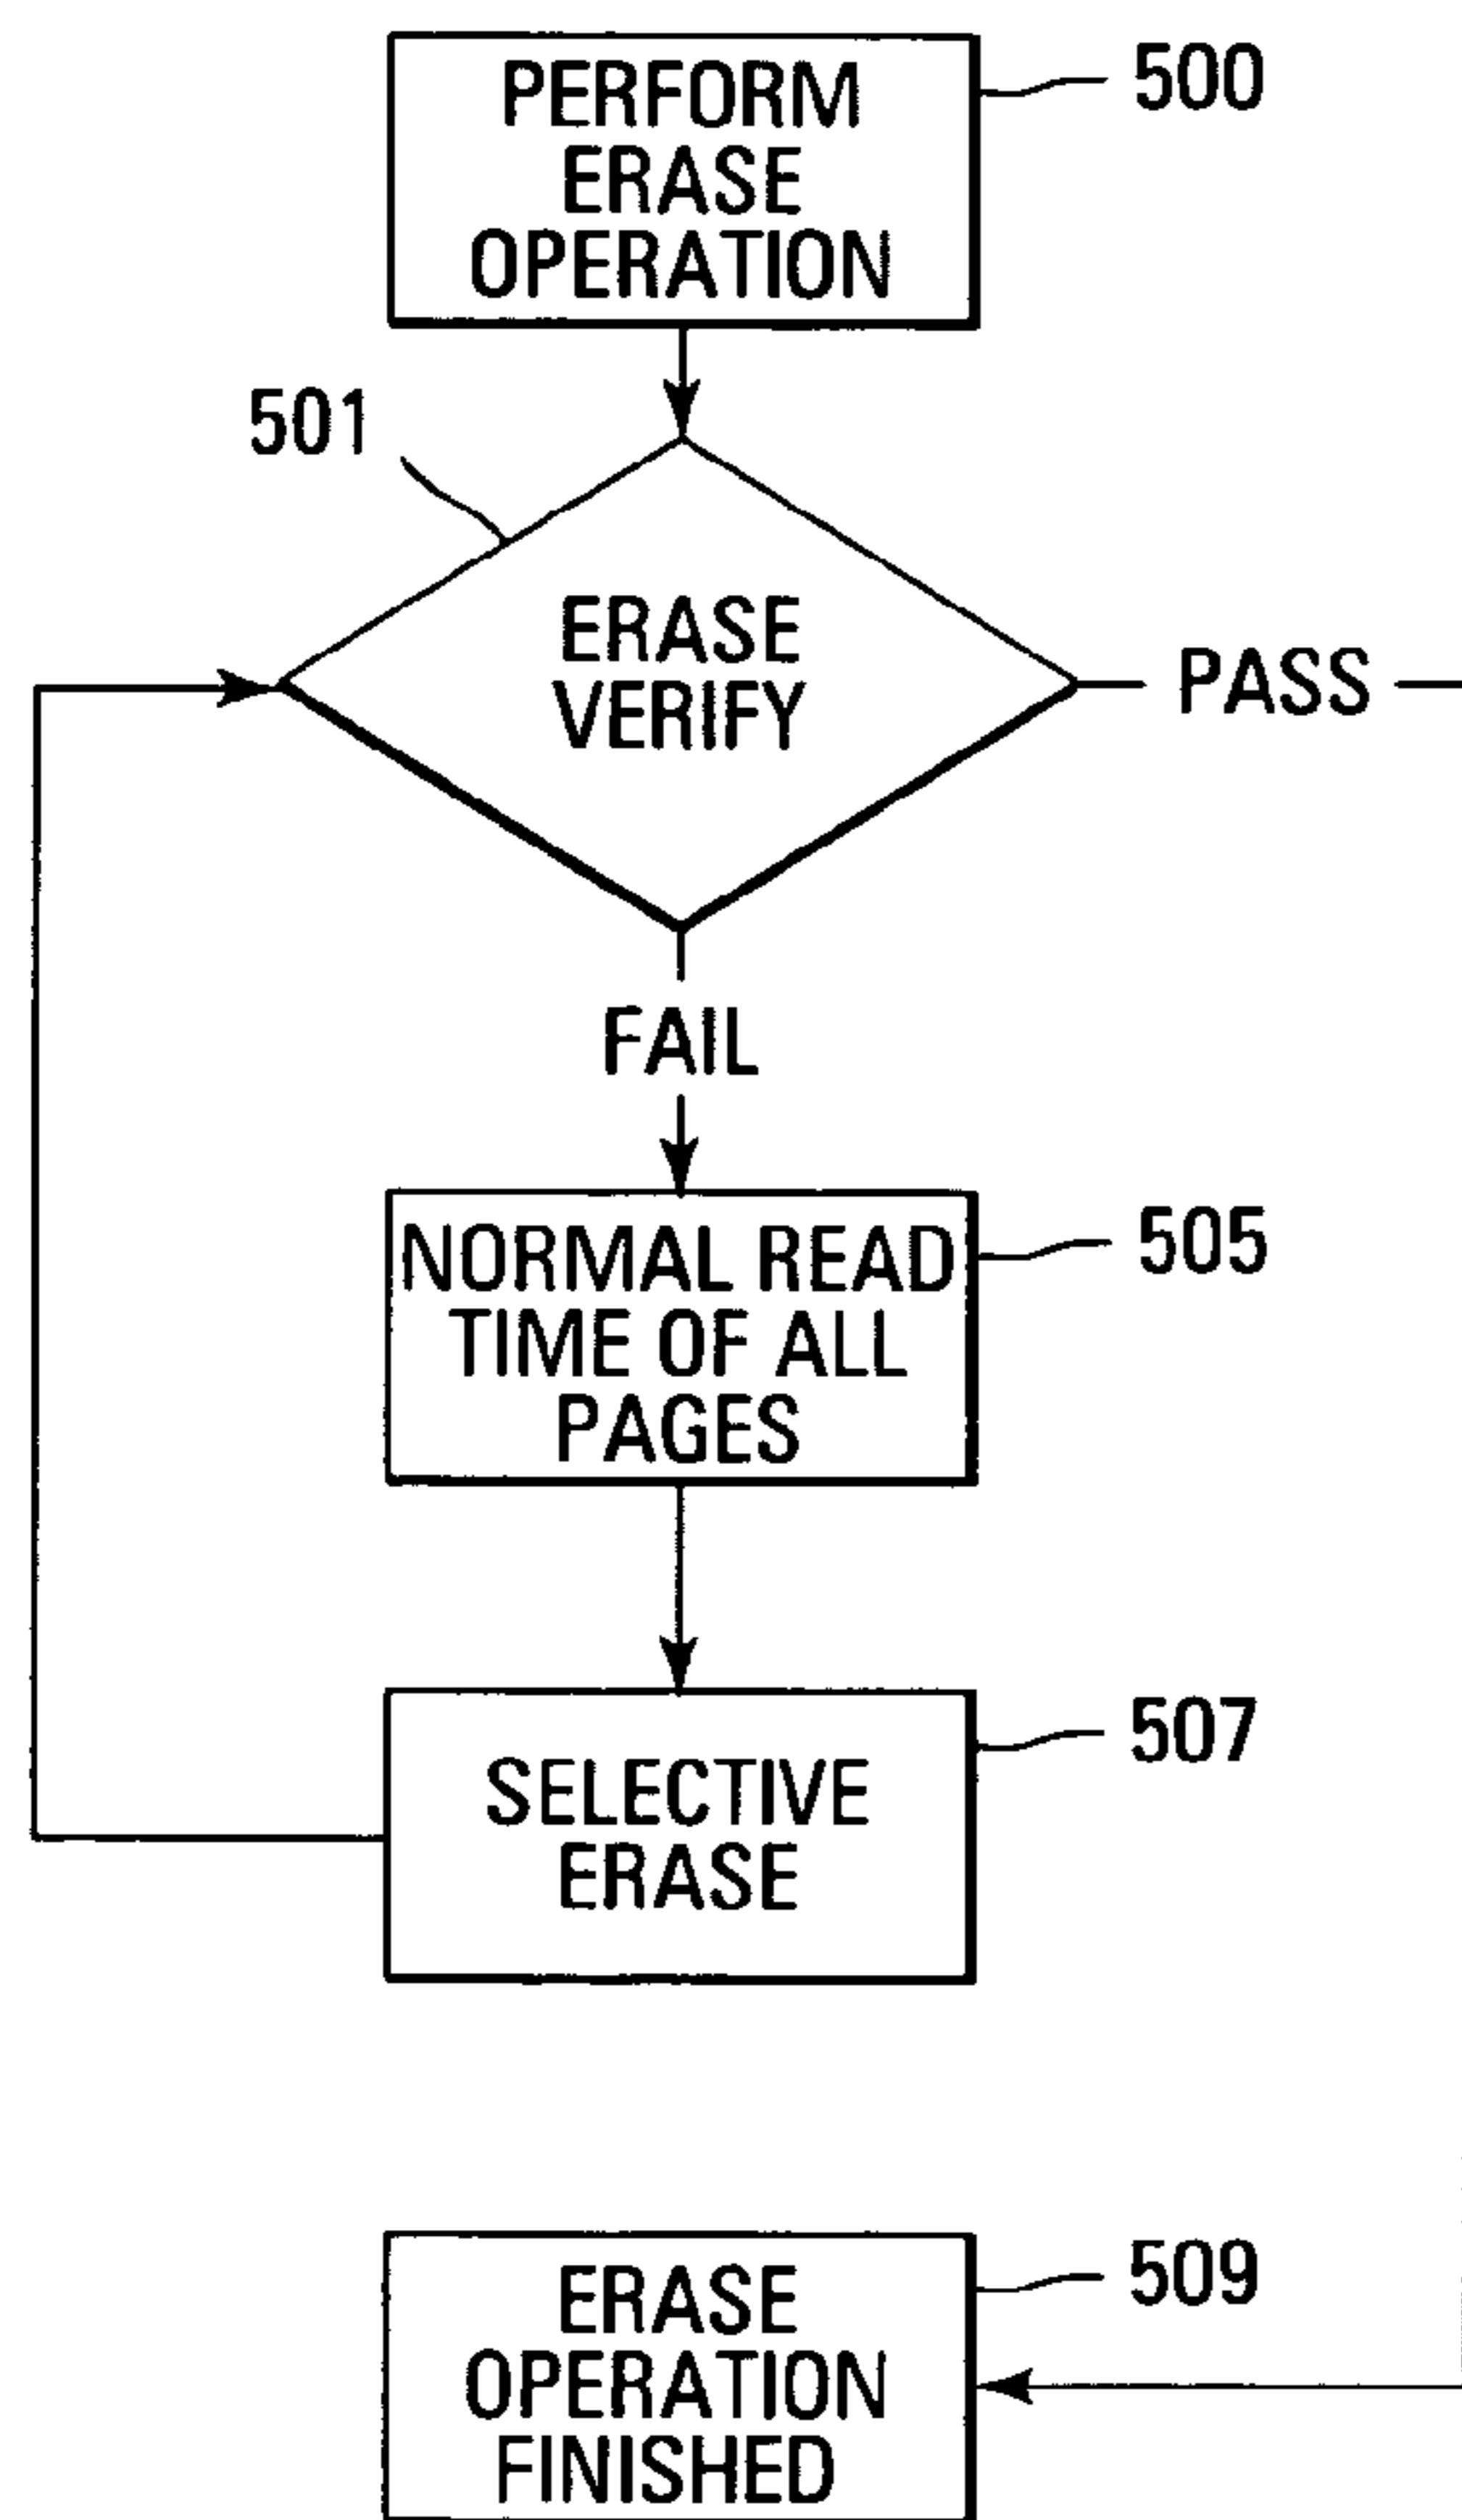 PERFORM
ERASE
OPERATION
500
501
ERASE
VERIFY
PASS
FAIL
NORMAL READ
TIME OF ALL
PAGES
505
SELECTIVE
ERASE
507
ERASE
OPERATION
FINISHED
509